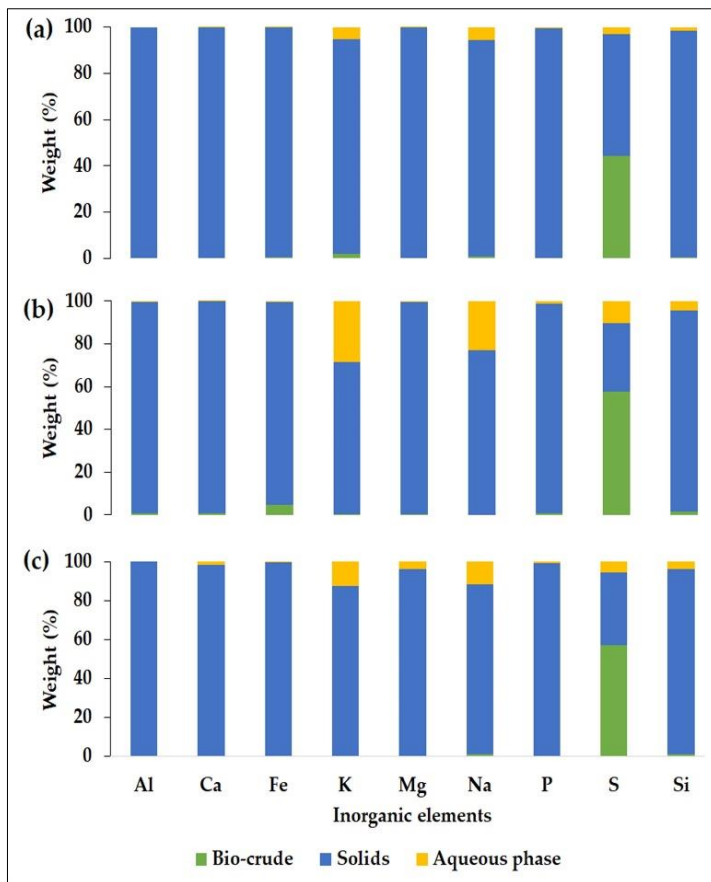 (a)
Weight (%)
100
80
60
40
20
0
(b)
Weight (%)
100
80
60
40
20
0
(c)
Weight (%)
100
80
60
40
20
0
Al Ca Fe K Mg Na P S Si
Inorganic elements
Bio-crude Solids Aqueous phase